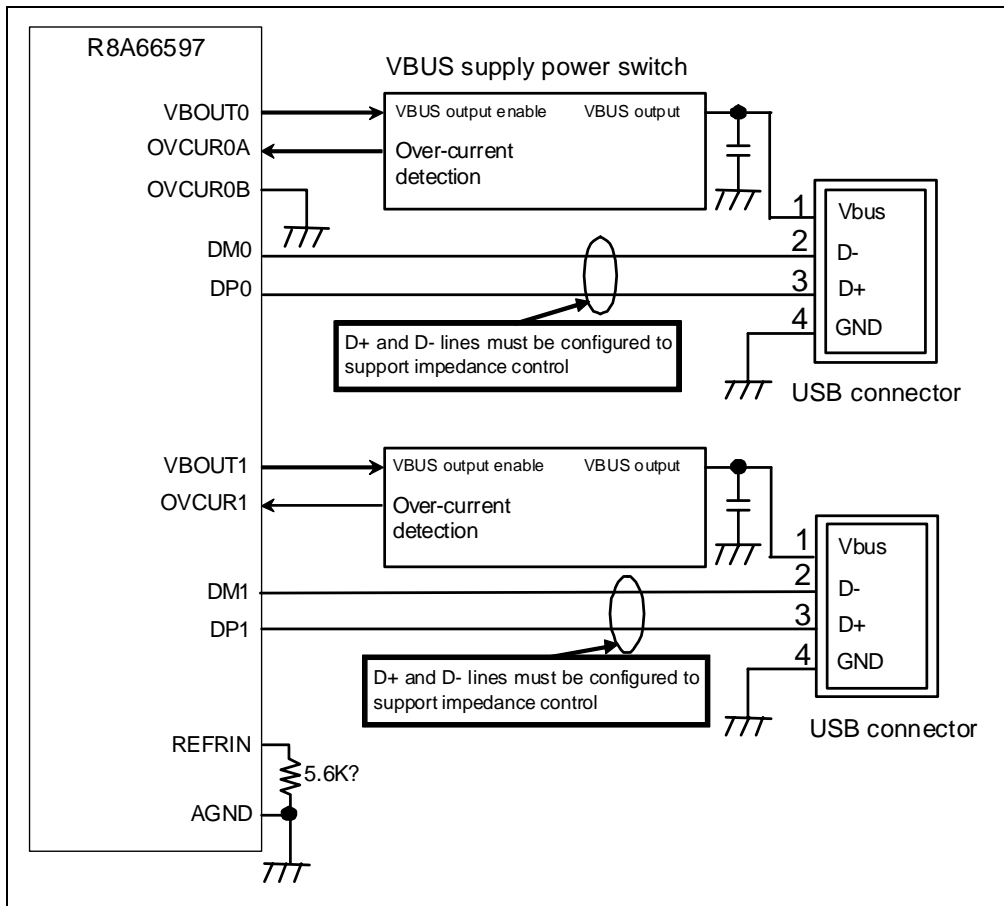 R8A66597
VBUS supply power switch
VBOUT0
VBUS output enable
VBUS output
OVCUR0A
Over-current
detection
OVCUR0B
1
Vbus
DM0
2
D-
DP0
3
D+
4
GND
D+ and D- lines must be configured to
support impedance control
USB connector
VBOUT1
VBUS output enable
VBUS output
OVCUR1
Over-current
detection
1
Vbus
DM1
2
D-
DP1
3
D+
4
GND
D+ and D- lines must be configured to
support impedance control
USB connector
REFRIN
5.6K?
AGND